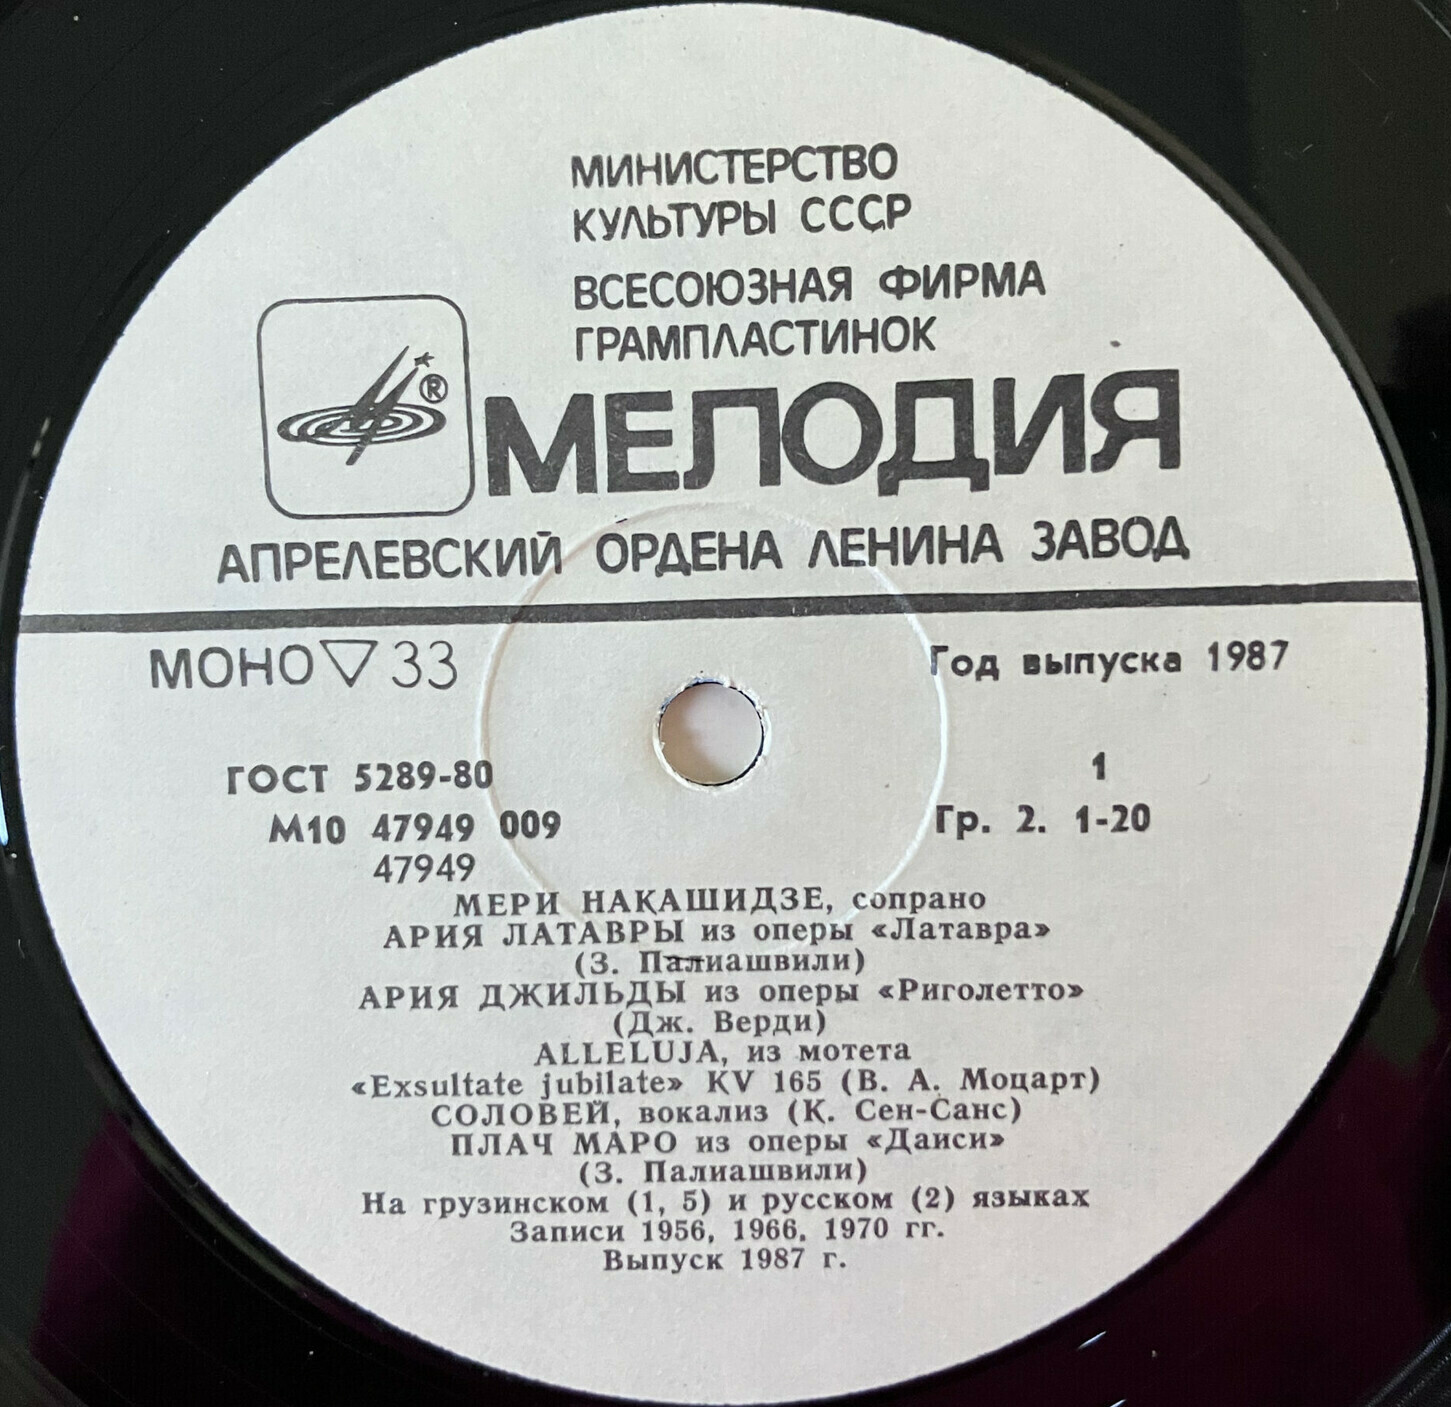 МИНИСТЕРСТВО
КУЛЬТУРЫ СССР
ВСЕСОЮЗНАЯ ФИРМА
ГРАМПЛАСТИНОК
®
МЕЛОДИЯ
АПРЕЛЕВСКИЙ ОРДЕНА ЛЕНИНА ЗАВОД
МОНО ▽ 33
Год выпуска 1987
ГОСТ 5289-80
1
М10 47949 009
Гр. 2. 1-20
47949
МЕРИ НАКАШИДЗЕ, сопрано
АРИЯ ЛАТАВРЫ из оперы «Латавра»
(З. Палиашвили)
АРИЯ ДЖИЛЬДЫ из оперы «Риголетто»
(Дж. Верди)
ALLELUJA, из мотета
«Exsultate jubilate» KV 165 (В. А. Моцарт)
СОЛОВЕЙ, вокализ (К. Сен-Санс)
ПЛАЧ МАРО из оперы «Даиси»
(З. Палиашвили)
На грузинском (1, 5) и русском (2) языках
Записи 1956, 1966, 1970 гг.
Выпуск 1987 г.